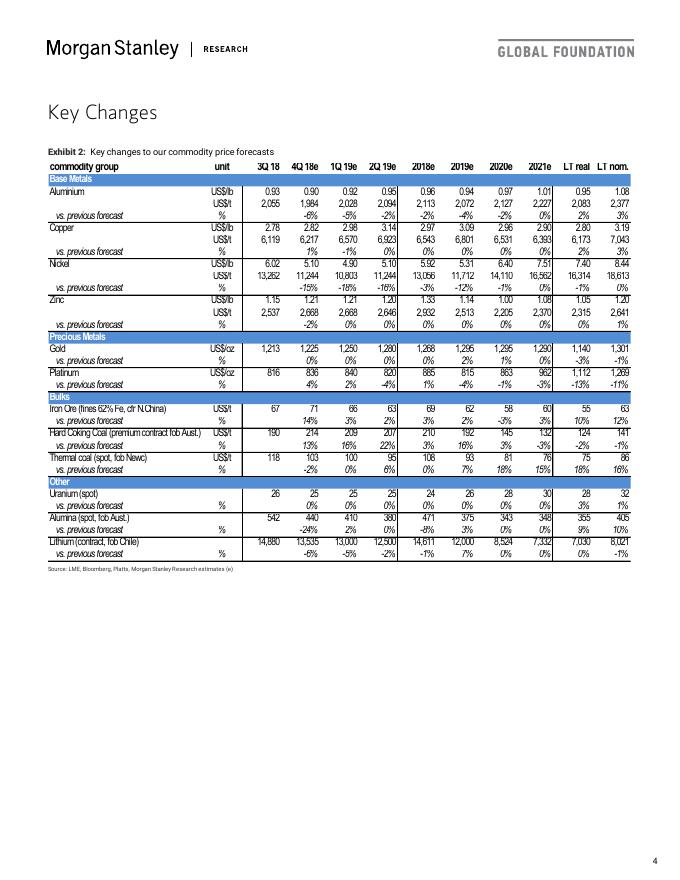 Morgan Stanley | RESEARCH
GLOBAL FOUNDATION
Key Changes
Exhibit 2: Key changes to our commodity price forecasts
commodity group unit 3Q 18 4Q 18e 1Q 19e 2Q 19e 2018e 2019e 2020e 2021e LT real LT nom.
Base Metals
Aluminium US$/lb 0.93 0.90 0.92 0.95 0.96 0.94 0.97 1.01 0.95 1.08
US$/t 2,055 1,984 2,028 2,094 2,113 2,072 2,127 2,227 2,083 2,377
vs. previous forecast % -6% -5% -2% -2% -4% -2% 0% 2% 3%
Copper US$/lb 2.78 2.82 2.98 3.14 2.97 3.09 2.96 2.90 2.80 3.19
US$/t 6,119 6,217 6,570 6,923 6,543 6,801 6,531 6,393 6,173 7,043
vs. previous forecast % 1% -1% 0% 0% 0% 0% 0% 2% 3%
Nickel US$/lb 6.02 5.10 4.90 5.10 5.92 5.31 6.40 7.51 7.40 8.44
US$/t 13,262 11,244 10,803 11,244 13,056 11,712 14,110 16,562 16,314 18,613
vs. previous forecast % -15% -18% -16% -3% -12% -1% 0% -1% 0%
Zinc US$/lb 1.15 1.21 1.21 1.20 1.33 1.14 1.00 1.08 1.05 1.20
US$/t 2,537 2,668 2,668 2,646 2,932 2,513 2,205 2,370 2,315 2,641
vs. previous forecast % -2% 0% 0% 0% 0% 0% 0% 0% 1%
Precious Metals
Gold US$/oz 1,213 1,225 1,250 1,280 1,268 1,295 1,295 1,290 1,140 1,301
vs. previous forecast 0% 0% 0% 0% 2% 1% 0% -3% -1%
Platinum US$/oz 816 836 840 820 885 815 863 962 1,112 1,269
vs. previous forecast 4% 2% -4% 1% -4% -1% -3% -13% -11%
Bulks
Iron Ore (fines 62% Fe, cfr N.China) US$/t 67 71 66 63 69 62 58 60 55 63
vs. previous forecast % 14% 3% 2% 3% 2% -3% 3% 10% 12%
Hard Coking Coal (premium contract fob Aust.) US$/t 190 214 209 207 210 192 145 132 124 141
vs. previous forecast % 13% 16% 22% 3% 16% 3% -3% -2% -1%
Thermal coal (spot, fob Newc) US$/t 118 103 100 95 108 93 81 76 75 86
vs. previous forecast % -2% 0% 6% 0% 7% 18% 15% 18% 16%
Other
Uranium (spot) 26 25 25 25 24 26 28 30 28 32
vs. previous forecast % 0% 0% 0% 0% 0% 0% 0% 3% 1%
Alumina (spot, fob Aust.) 542 440 410 380 471 375 343 348 355 405
vs. previous forecast % -24% 2% 0% -8% 3% 0% 0% 9% 10%
Lithium (contract, fob Chile) 14,880 13,535 13,000 12,500 14,611 12,000 8,524 7,332 7,030 8,021
vs. previous forecast % -6% -5% -2% -1% 7% 0% 0% 0% -1%
Source: LME, Bloomberg, Platts, Morgan Stanley Research estimates (e)
4